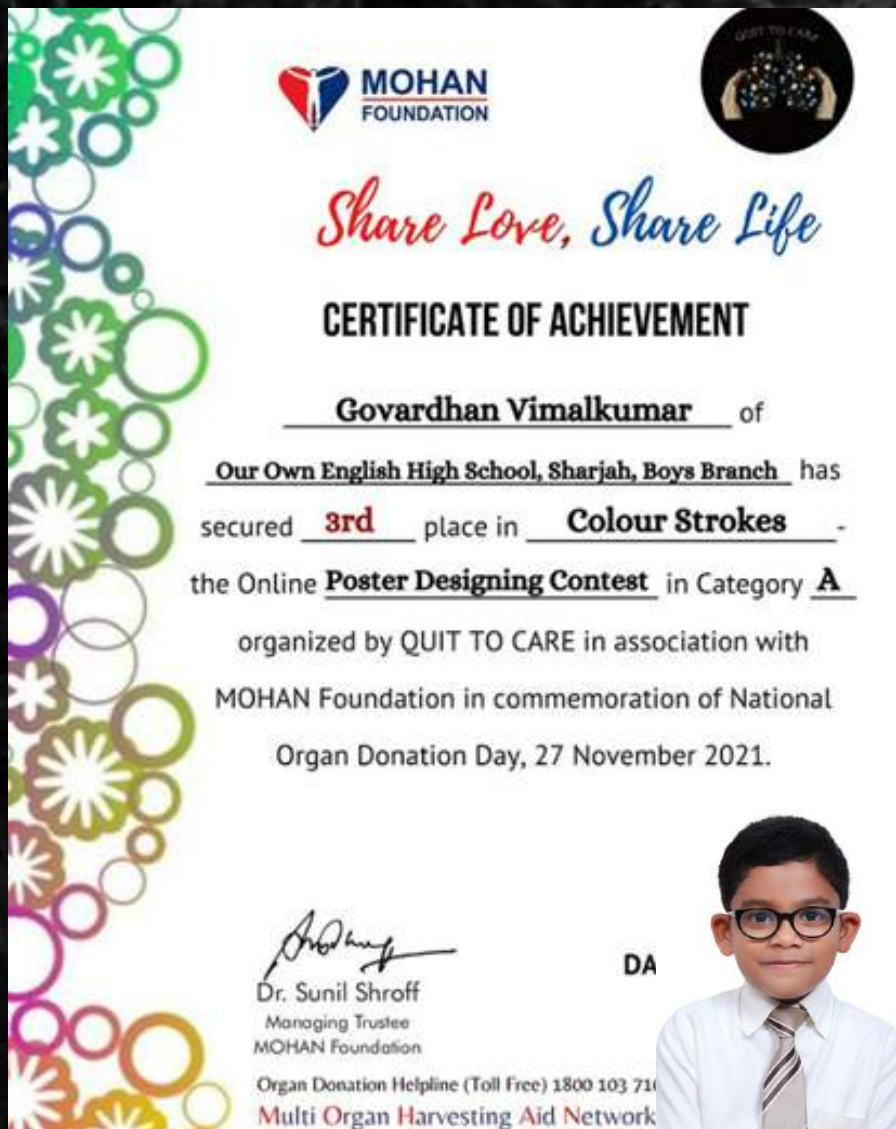 MOHAN
FOUNDATION
QUIT TO CARE
Share Love, Share Life
CERTIFICATE OF ACHIEVEMENT
Govardhan Vimalkumar of
Our Own English High School, Sharjah, Boys Branch has
secured 3rd place in Colour Strokes -
the Online Poster Designing Contest in Category A
organized by QUIT TO CARE in association with
MOHAN Foundation in commemoration of National
Organ Donation Day, 27 November 2021.
Dr. Sunil Shroff
Managing Trustee
MOHAN Foundation
Organ Donation Helpline (Toll Free) 1800 103
Multi Organ Harvesting Aid Network